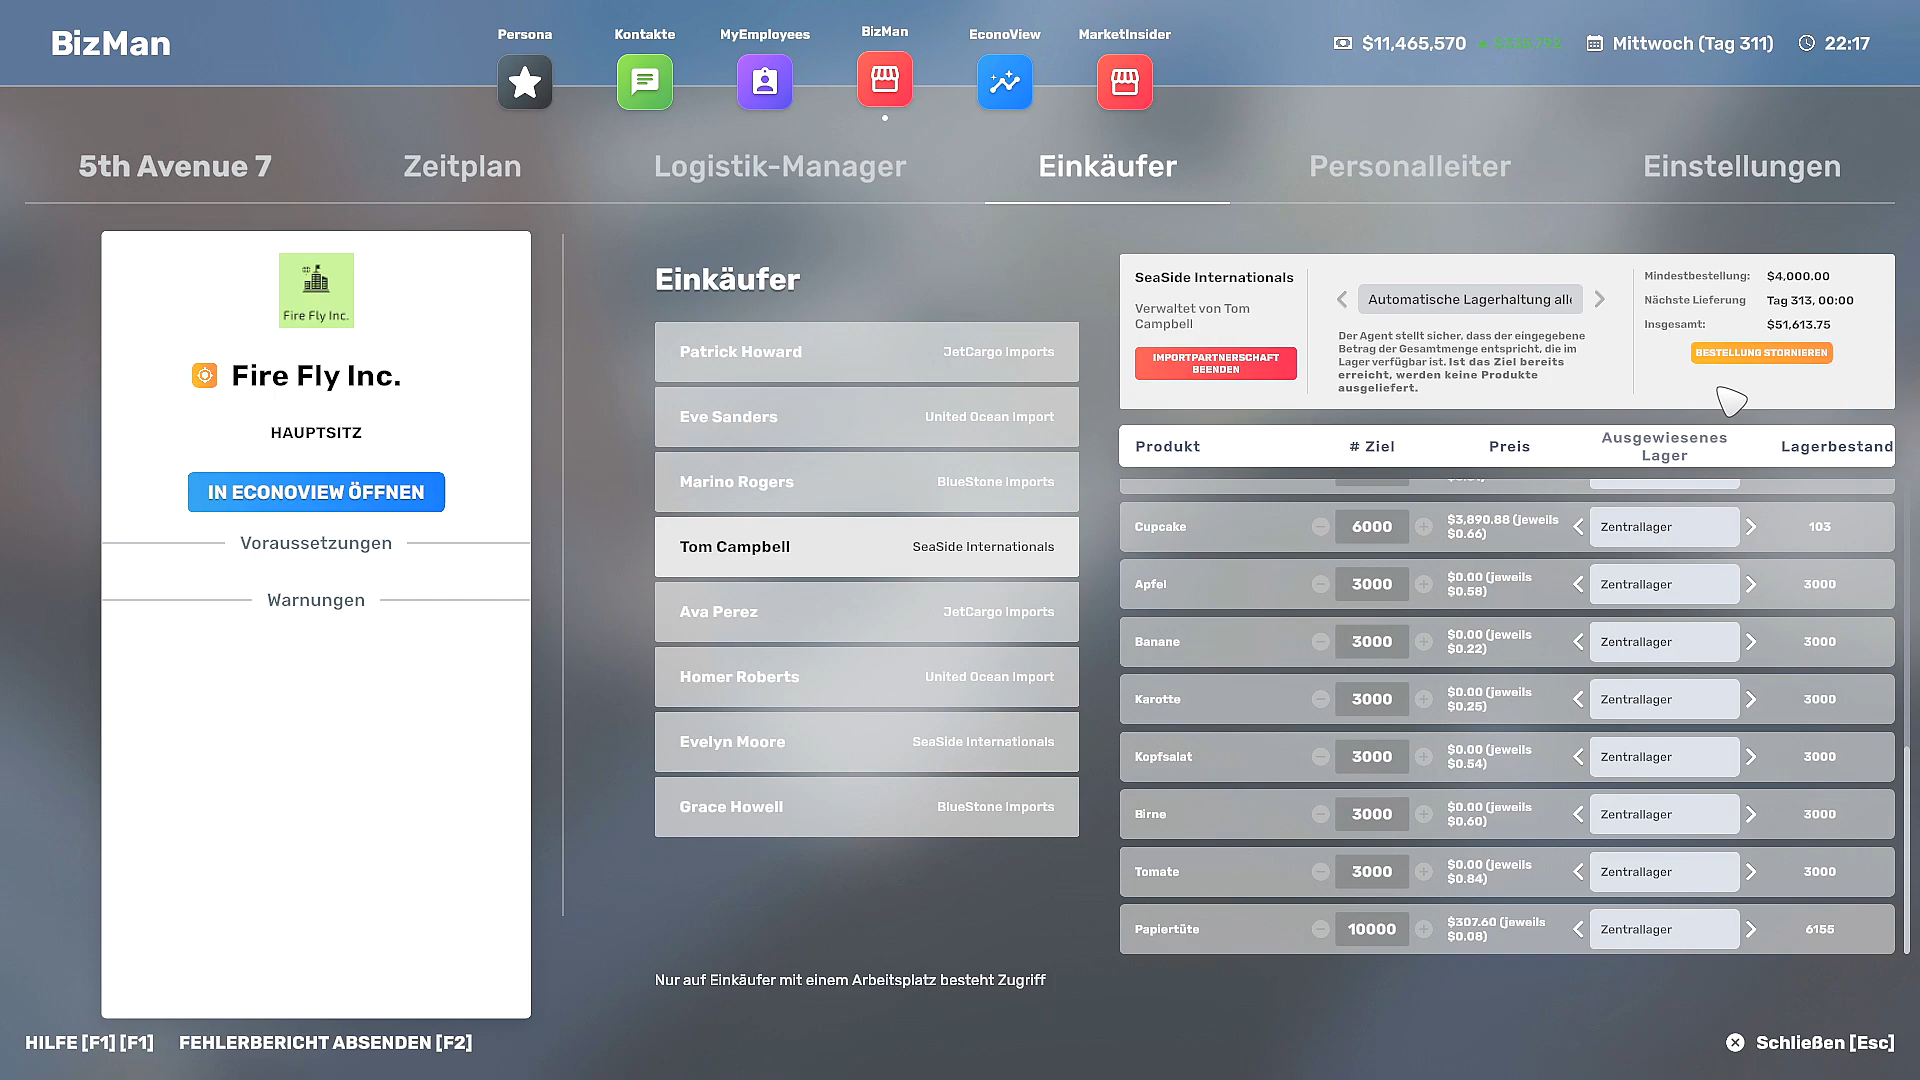 BizMan
Persona
Kontakte
MyEmployees
BizMan
EconoView
MarketInsider
$11,465,570
Mittwoch (Tag 311)
22:17
5th Avenue 7
Zeitplan
Logistik-Manager
Einkäufer
Personalleiter
Einstellungen
Fire Fly Inc.
Fire Fly Inc.
HAUPTSITZ
IN ECONOVIEW ÖFFNEN
Voraussetzungen
Warnungen
Einkäufer
Patrick Howard JetCargo Imports
Eve Sanders United Ocean Import
Marino Rogers BlueStone Imports
Tom Campbell SeaSide Internationals
Ava Perez JetCargo Imports
Homer Roberts United Ocean Import
Evelyn Moore SeaSide Internationals
Grace Howell BlueStone Imports
Nur auf Einkäufer mit einem Arbeitsplatz besteht Zugriff
SeaSide Internationals
Verwaltet von Tom
Campbell
IMPORTPARTNERSCHAFT
BEENDEN
Automatische Lagerhaltung alle
Der Agent stellt sicher, dass der eingegebene
Betrag der Gesamtmenge entspricht, die im
Lager verfügbar ist. Ist das Ziel bereits
erreicht, werden keine Produkte
ausgeliefert.
Mindestbestellung: $4,000.00
Nächste Lieferung Tag 313, 00:00
Insgesamt: $51,613.75
BESTELLUNG STORNIEREN
Produkt # Ziel Preis Ausgewiesenes Lager Lagerbestand
Cupcake 6000 $3,890.88 (jeweils $0.66) Zentrallager 103
Apfel 3000 $0.00 (jeweils $0.58) Zentrallager 3000
Banane 3000 $0.00 (jeweils $0.22) Zentrallager 3000
Karotte 3000 $0.00 (jeweils $0.25) Zentrallager 3000
Kopfsalat 3000 $0.00 (jeweils $0.54) Zentrallager 3000
Birne 3000 $0.00 (jeweils $0.60) Zentrallager 3000
Tomate 3000 $0.00 (jeweils $0.84) Zentrallager 3000
Papiertüte 10000 $307.60 (jeweils $0.08) Zentrallager 6155
HILFE [F1] [F1]
FEHLERBERICHT ABSENDEN [F2]
Schließen [Esc]